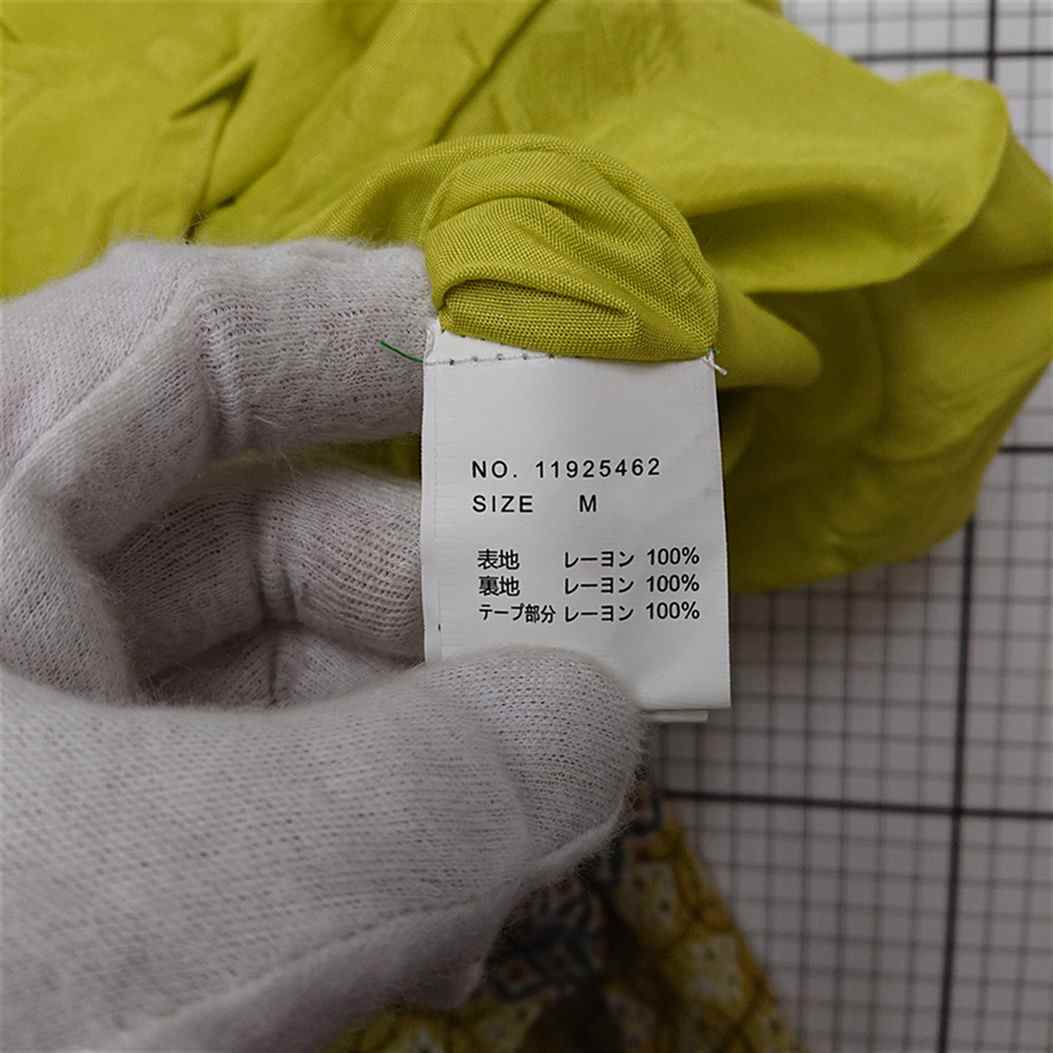 NO. 11925462
SIZE M
表地 レーヨン 100%
裏地 レーヨン 100%
テープ部分 レーヨン 100%